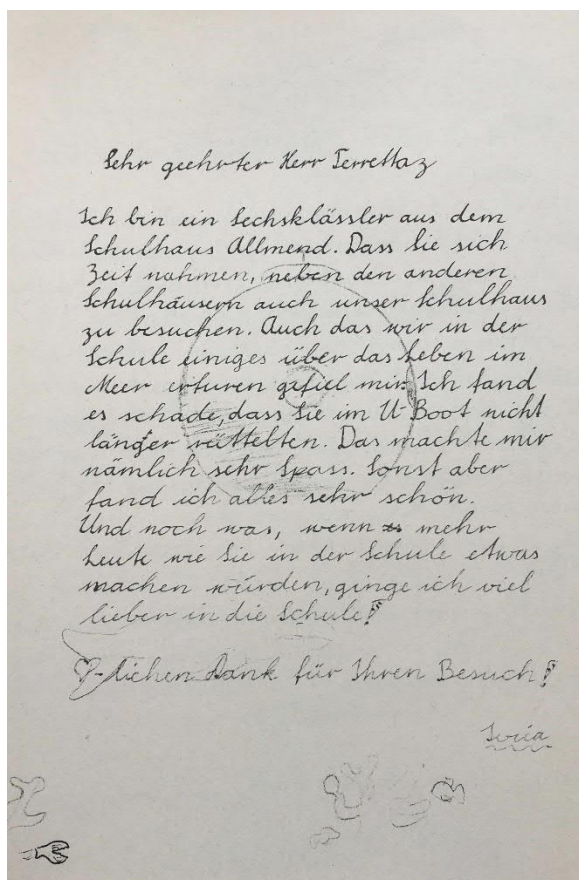 Sehr geehrter Herr Terrettaz
Ich bin ein Sechsklässler aus dem
Schulhaus Allmend. Dass Sie sich
Zeit nahmen, neben den anderen
Schulhäusern auch unser Schulhaus
zu besuchen. Auch das wir in der
Schule einiges über das Leben im
Meer erfuren gefiel mir. Ich fand
es schade, dass Sie im U-Boot nicht
länger rüttelten. Das machte mir
nämlich sehr Spass. Sonst aber
fand ich alles sehr schön.
Und noch was, wenn mehr
Leute wie Sie in der Schule etwas
machen würden, ginge ich viel
lieber in die Schule!
♡-lichen Dank für Ihren Besuch!